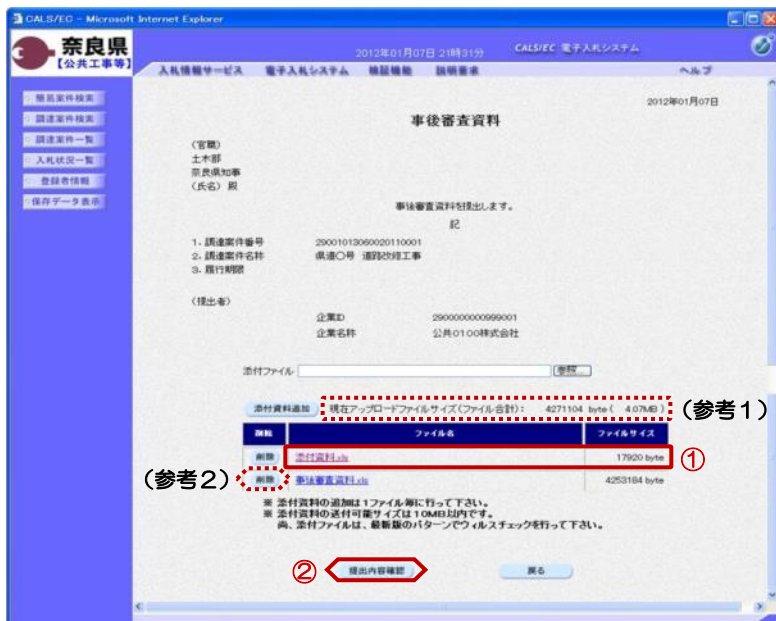 CALS/EC - Microsoft Internet Explorer
奈良県
【公共工事等】
2012年01月07日 21時31分
CALS/EC 電子入札システム
入札情報サービス 電子入札システム 検証機能 説明要求 ヘルプ
簡易案件検索
調達案件検索
調達案件一覧
入札状況一覧
登録者情報
保存データ表示
2012年01月07日
事後審査資料
（官職）
土木部
奈良県知事
（氏名） 殿
事後審査資料を提出します。
記
1．調達案件番号 29001013060020110001
2．調達案件名称 県道〇号 道路改修工事
3．履行期限
（提出者）
企業ID 2900000000999001
企業名称 公共0100株式会社
添付ファイル 参照...
添付資料追加 現在アップロードファイルサイズ(ファイル合計)： 4271104 byte ( 4.07MB ) （参考１）
削除 ファイル名 ファイルサイズ
削除 添付資料.xls 17920 byte ①
（参考２） 削除 事後審査資料.xls 4253184 byte
※ 添付資料の追加は１ファイル毎に行って下さい。
※ 添付資料の送付可能サイズは１０MB以内です。
尚、添付ファイルは、最新版のパターンでウィルスチェックを行って下さい。
② 提出内容確認 戻る